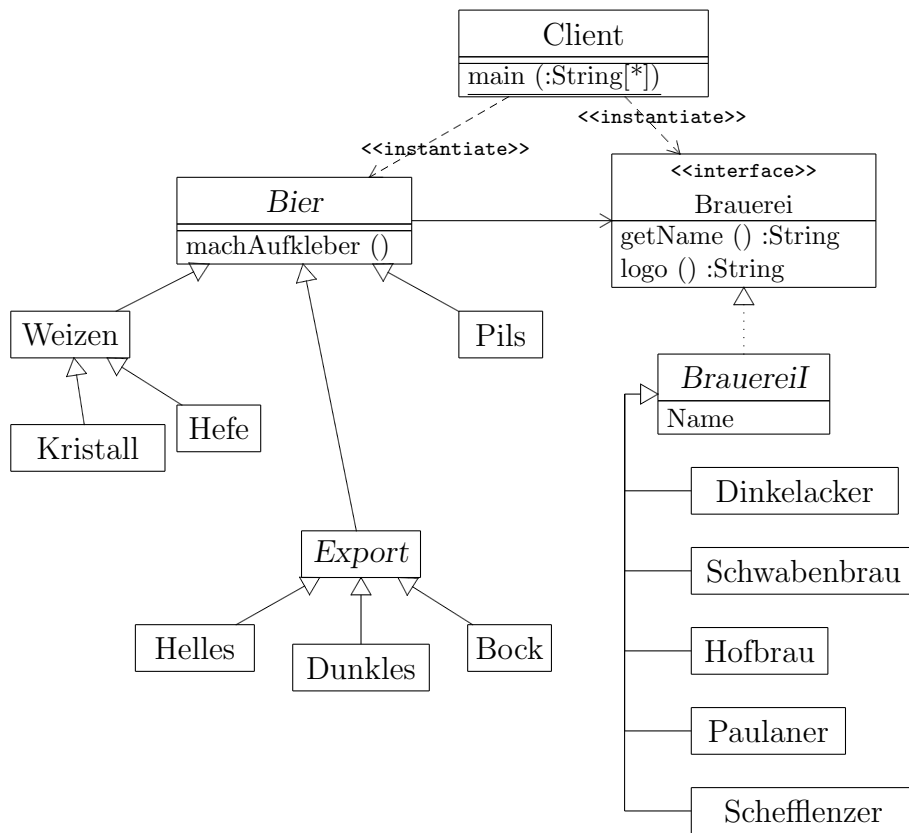 Client
main (:String[*])
<<instantiate>>
<<instantiate>>
Bier
machAufkleber ()
<<interface>>
Brauerei
getName () :String
logo () :String
Weizen
Pils
Kristall
Hefe
BrauereiI
Name
Export
Helles
Dunkles
Bock
Dinkelacker
Schwabenbrau
Hofbrau
Paulaner
Schefflenzer